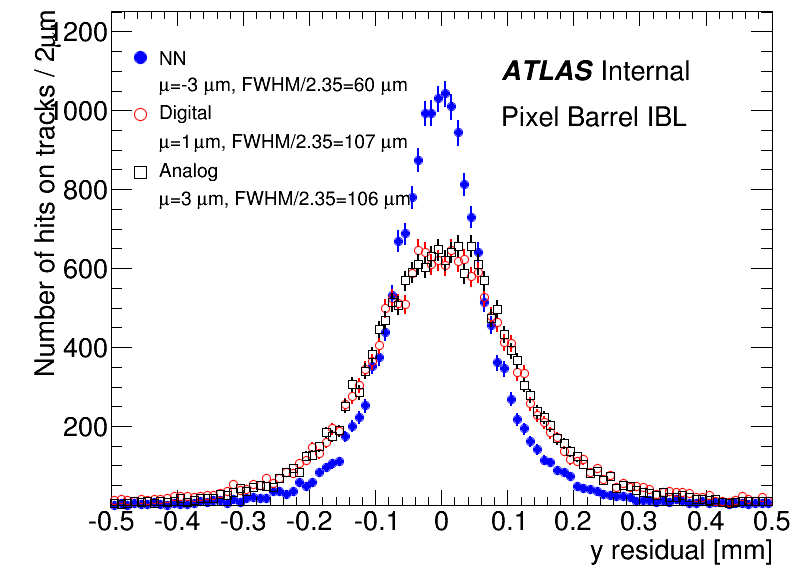 Number of hits on tracks / 2μm
1200
1000
800
600
400
200
NN
μ=-3 μm, FWHM/2.35=60 μm
Digital
μ=1 μm, FWHM/2.35=107 μm
Analog
μ=3 μm, FWHM/2.35=106 μm
ATLAS Internal
Pixel Barrel IBL
-0.5 -0.4 -0.3 -0.2 -0.1 0 0.1 0.2 0.3 0.4 0.5
y residual [mm]